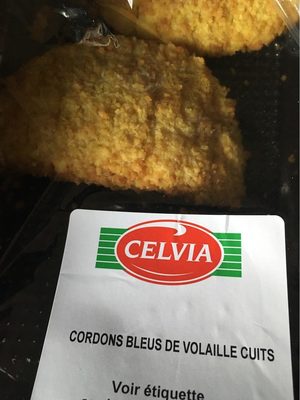 CELVIA
CORDONS BLEUS DE VOLAILLE CUITS
Voir étiquette